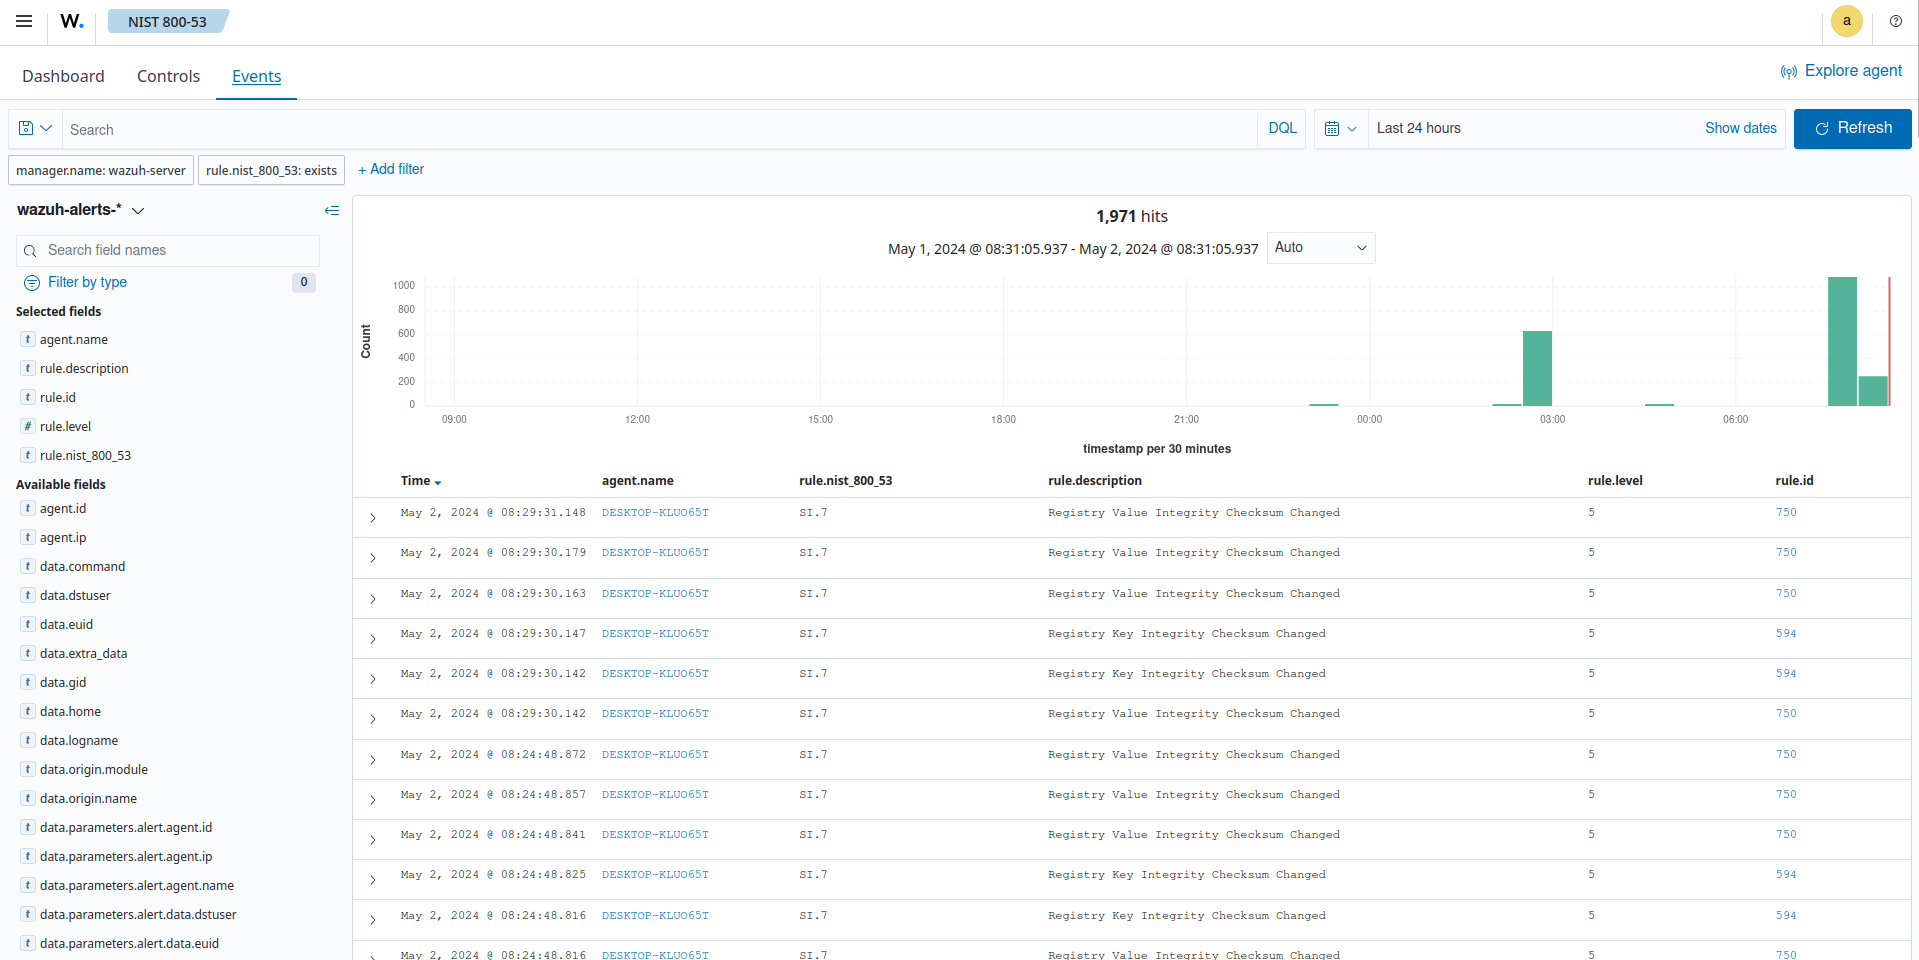 W. NIST 800-53 a
Dashboard Controls Events Explore agent
Search DQL Last 24 hours Show dates Refresh
manager.name: wazuh-server rule.nist_800_53: exists + Add filter
wazuh-alerts-*
Search field names
Filter by type 0
Selected fields
t agent.name
t rule.description
t rule.id
# rule.level
t rule.nist_800_53
Available fields
t agent.id
t agent.ip
t data.command
t data.dstuser
t data.euid
t data.extra_data
t data.gid
t data.home
t data.logname
t data.origin.module
t data.origin.name
t data.parameters.alert.agent.id
t data.parameters.alert.agent.ip
t data.parameters.alert.agent.name
t data.parameters.alert.data.dstuser
t data.parameters.alert.data.euid
1,971 hits
May 1, 2024 @ 08:31:05.937 - May 2, 2024 @ 08:31:05.937 Auto
Count
1000
800
600
400
200
0
09:00 12:00 15:00 18:00 21:00 00:00 03:00 06:00
timestamp per 30 minutes
Time agent.name rule.nist_800_53 rule.description rule.level rule.id
May 2, 2024 @ 08:29:31.148 DESKTOP-KLUO65T SI.7 Registry Value Integrity Checksum Changed 5 750
May 2, 2024 @ 08:29:30.179 DESKTOP-KLUO65T SI.7 Registry Value Integrity Checksum Changed 5 750
May 2, 2024 @ 08:29:30.163 DESKTOP-KLUO65T SI.7 Registry Value Integrity Checksum Changed 5 750
May 2, 2024 @ 08:29:30.147 DESKTOP-KLUO65T SI.7 Registry Key Integrity Checksum Changed 5 594
May 2, 2024 @ 08:29:30.142 DESKTOP-KLUO65T SI.7 Registry Key Integrity Checksum Changed 5 594
May 2, 2024 @ 08:29:30.142 DESKTOP-KLUO65T SI.7 Registry Value Integrity Checksum Changed 5 750
May 2, 2024 @ 08:24:48.872 DESKTOP-KLUO65T SI.7 Registry Value Integrity Checksum Changed 5 750
May 2, 2024 @ 08:24:48.857 DESKTOP-KLUO65T SI.7 Registry Value Integrity Checksum Changed 5 750
May 2, 2024 @ 08:24:48.841 DESKTOP-KLUO65T SI.7 Registry Value Integrity Checksum Changed 5 750
May 2, 2024 @ 08:24:48.825 DESKTOP-KLUO65T SI.7 Registry Key Integrity Checksum Changed 5 594
May 2, 2024 @ 08:24:48.816 DESKTOP-KLUO65T SI.7 Registry Key Integrity Checksum Changed 5 594
May 2, 2024 @ 08:24:48.816 DESKTOP-KLUO65T SI.7 Registry Value Integrity Checksum Changed 5 750